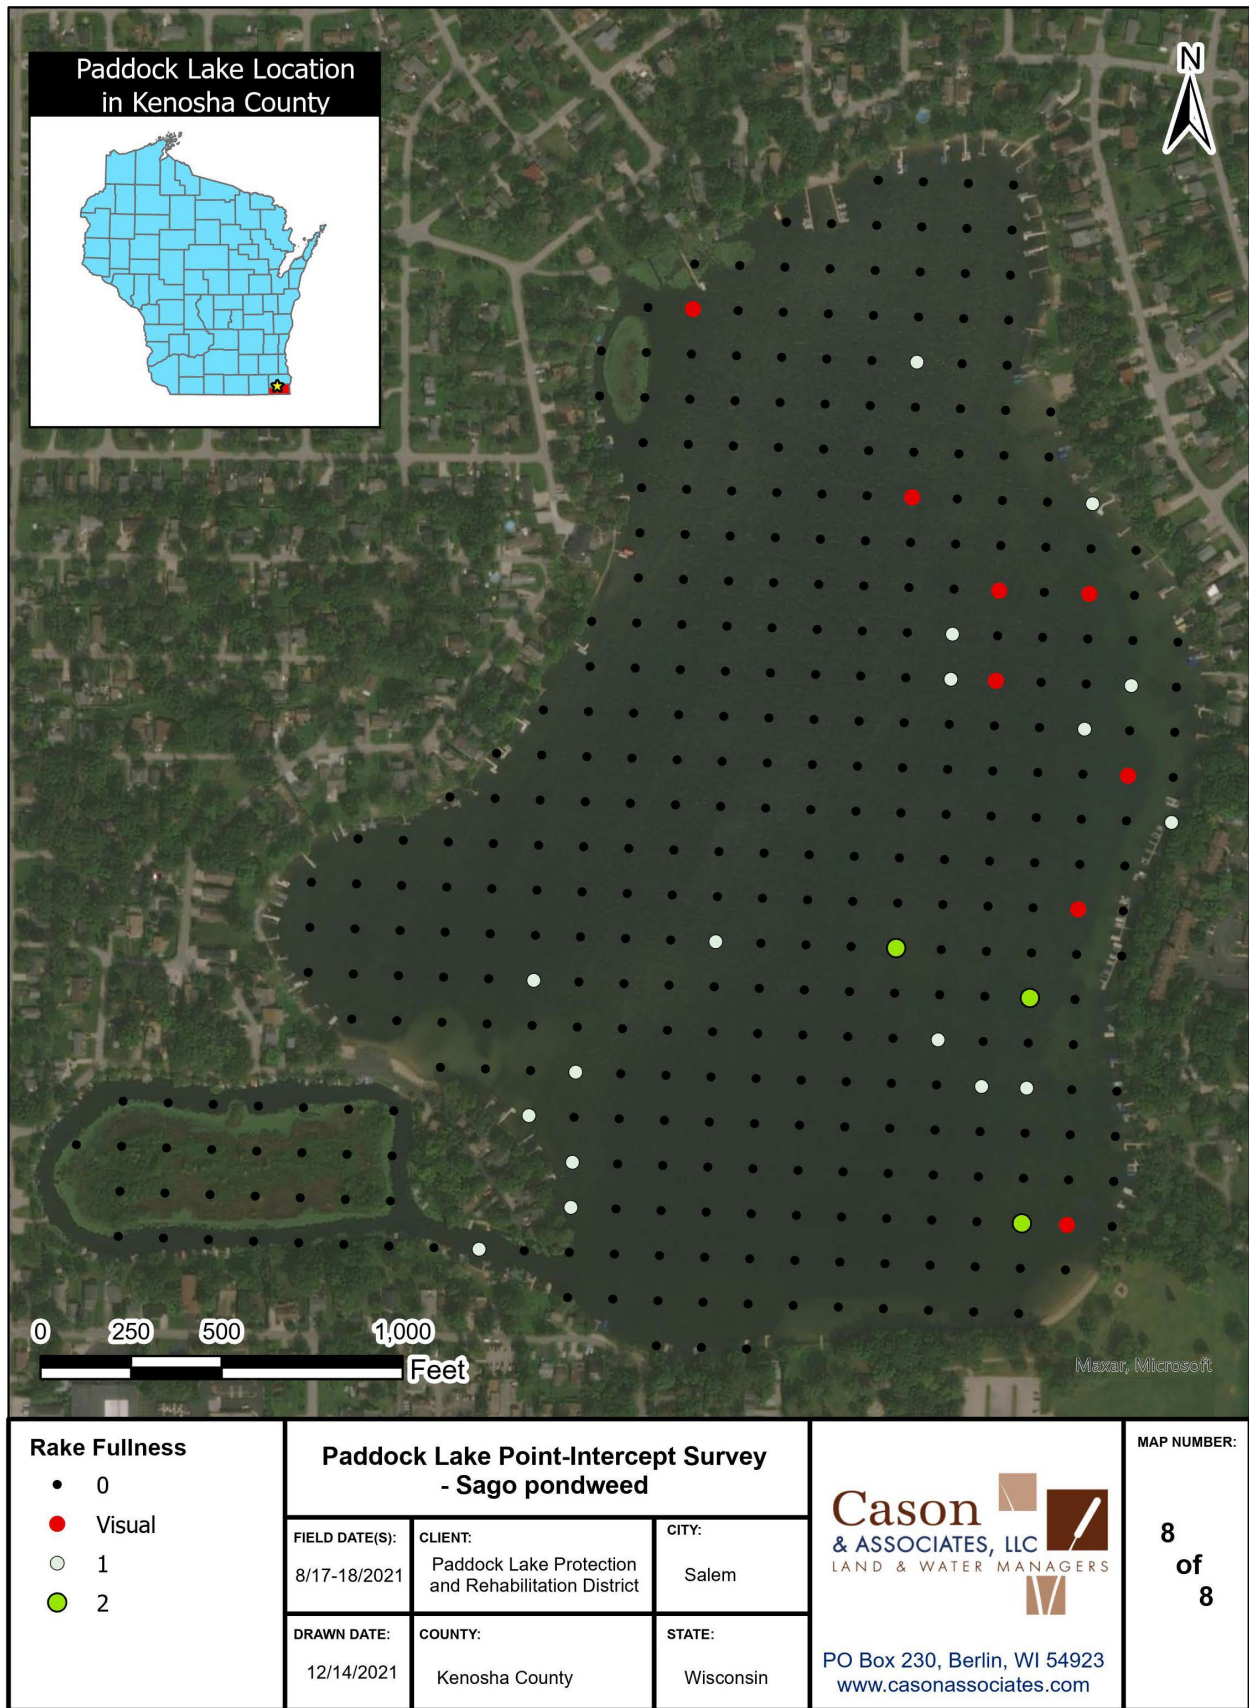 Paddock Lake Location
in Kenosha County
N
0 250 500 1,000
Feet
Maxar, Microsoft
Rake Fullness
0
Visual
1
2
Paddock Lake Point-Intercept Survey
- Sago pondweed
FIELD DATE(S):
8/17-18/2021
CLIENT:
Paddock Lake Protection
and Rehabilitation District
CITY:
Salem
DRAWN DATE:
12/14/2021
COUNTY:
Kenosha County
STATE:
Wisconsin
Cason
& ASSOCIATES, LLC
LAND & WATER MANAGERS
PO Box 230, Berlin, WI 54923
www.casonassociates.com
MAP NUMBER:
8
of
8